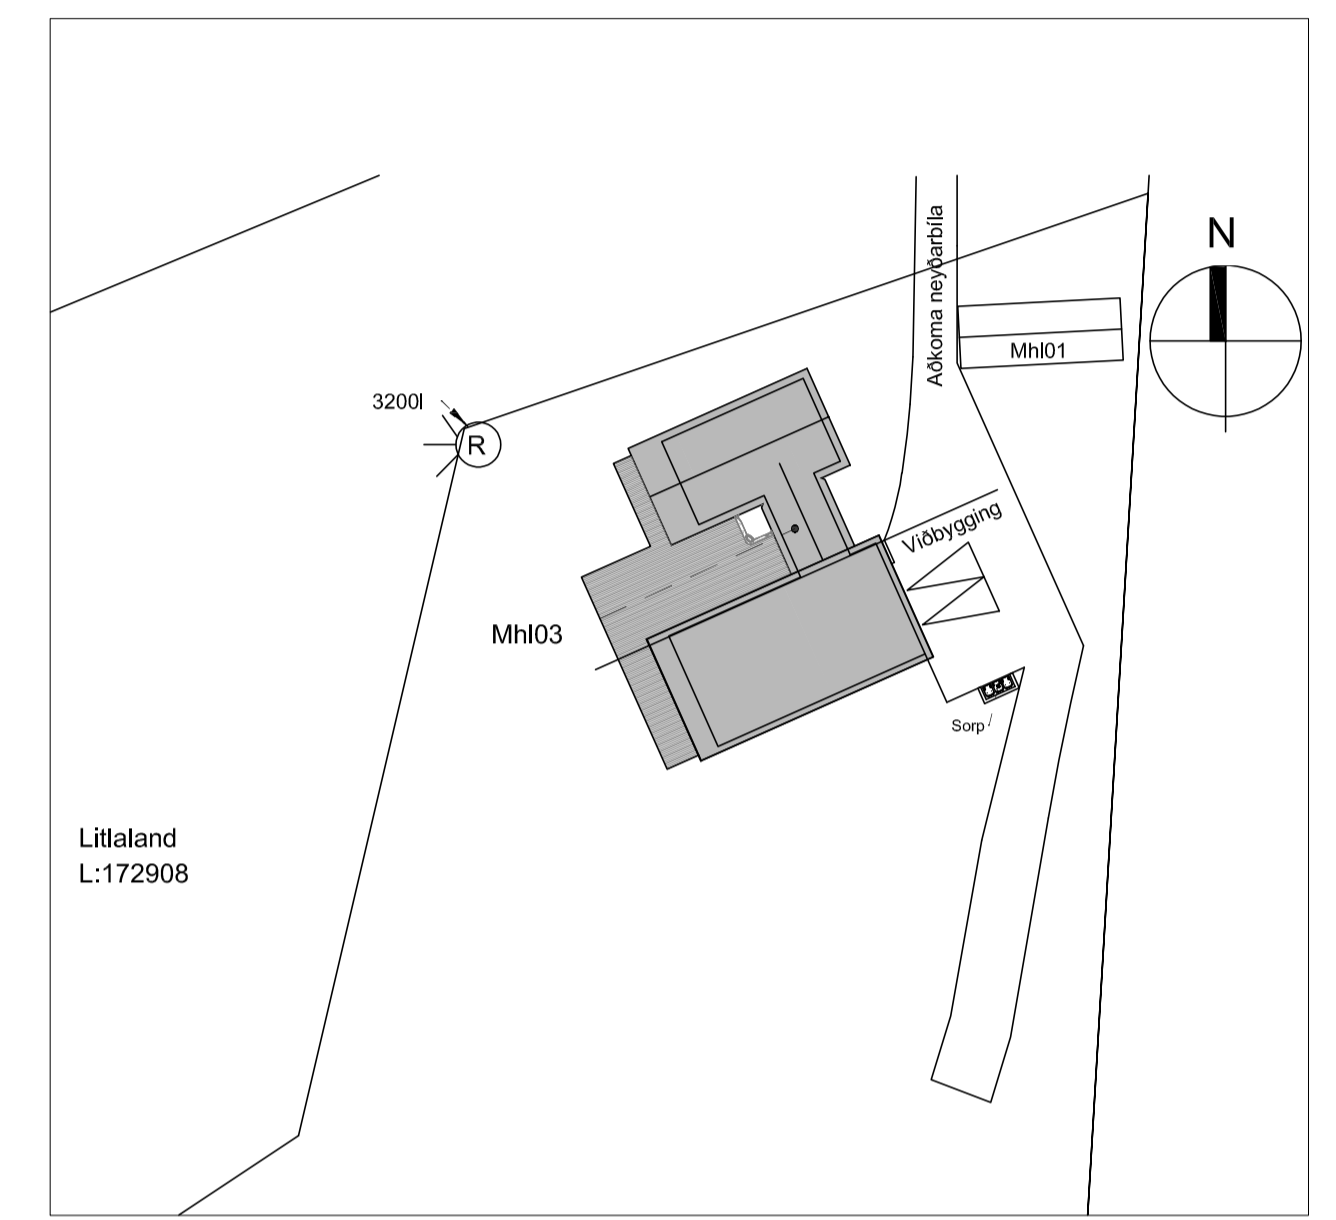 N
Aðkoma neyðarbíla
Mhl01
3200l
R
Viðbygging
Mhl03
Sorp
Litlaland
L:172908